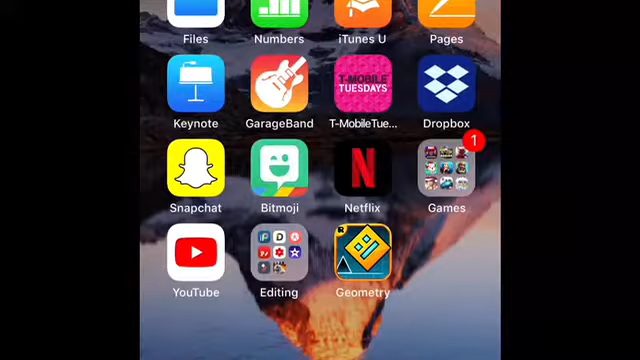 Files Numbers iTunes U Pages
T-MOBILE
TUESDAYS
Keynote GarageBand T-MobileTue... Dropbox
1
N
Snapchat Bitmoji Netflix Games
R
YouTube Editing Geometry